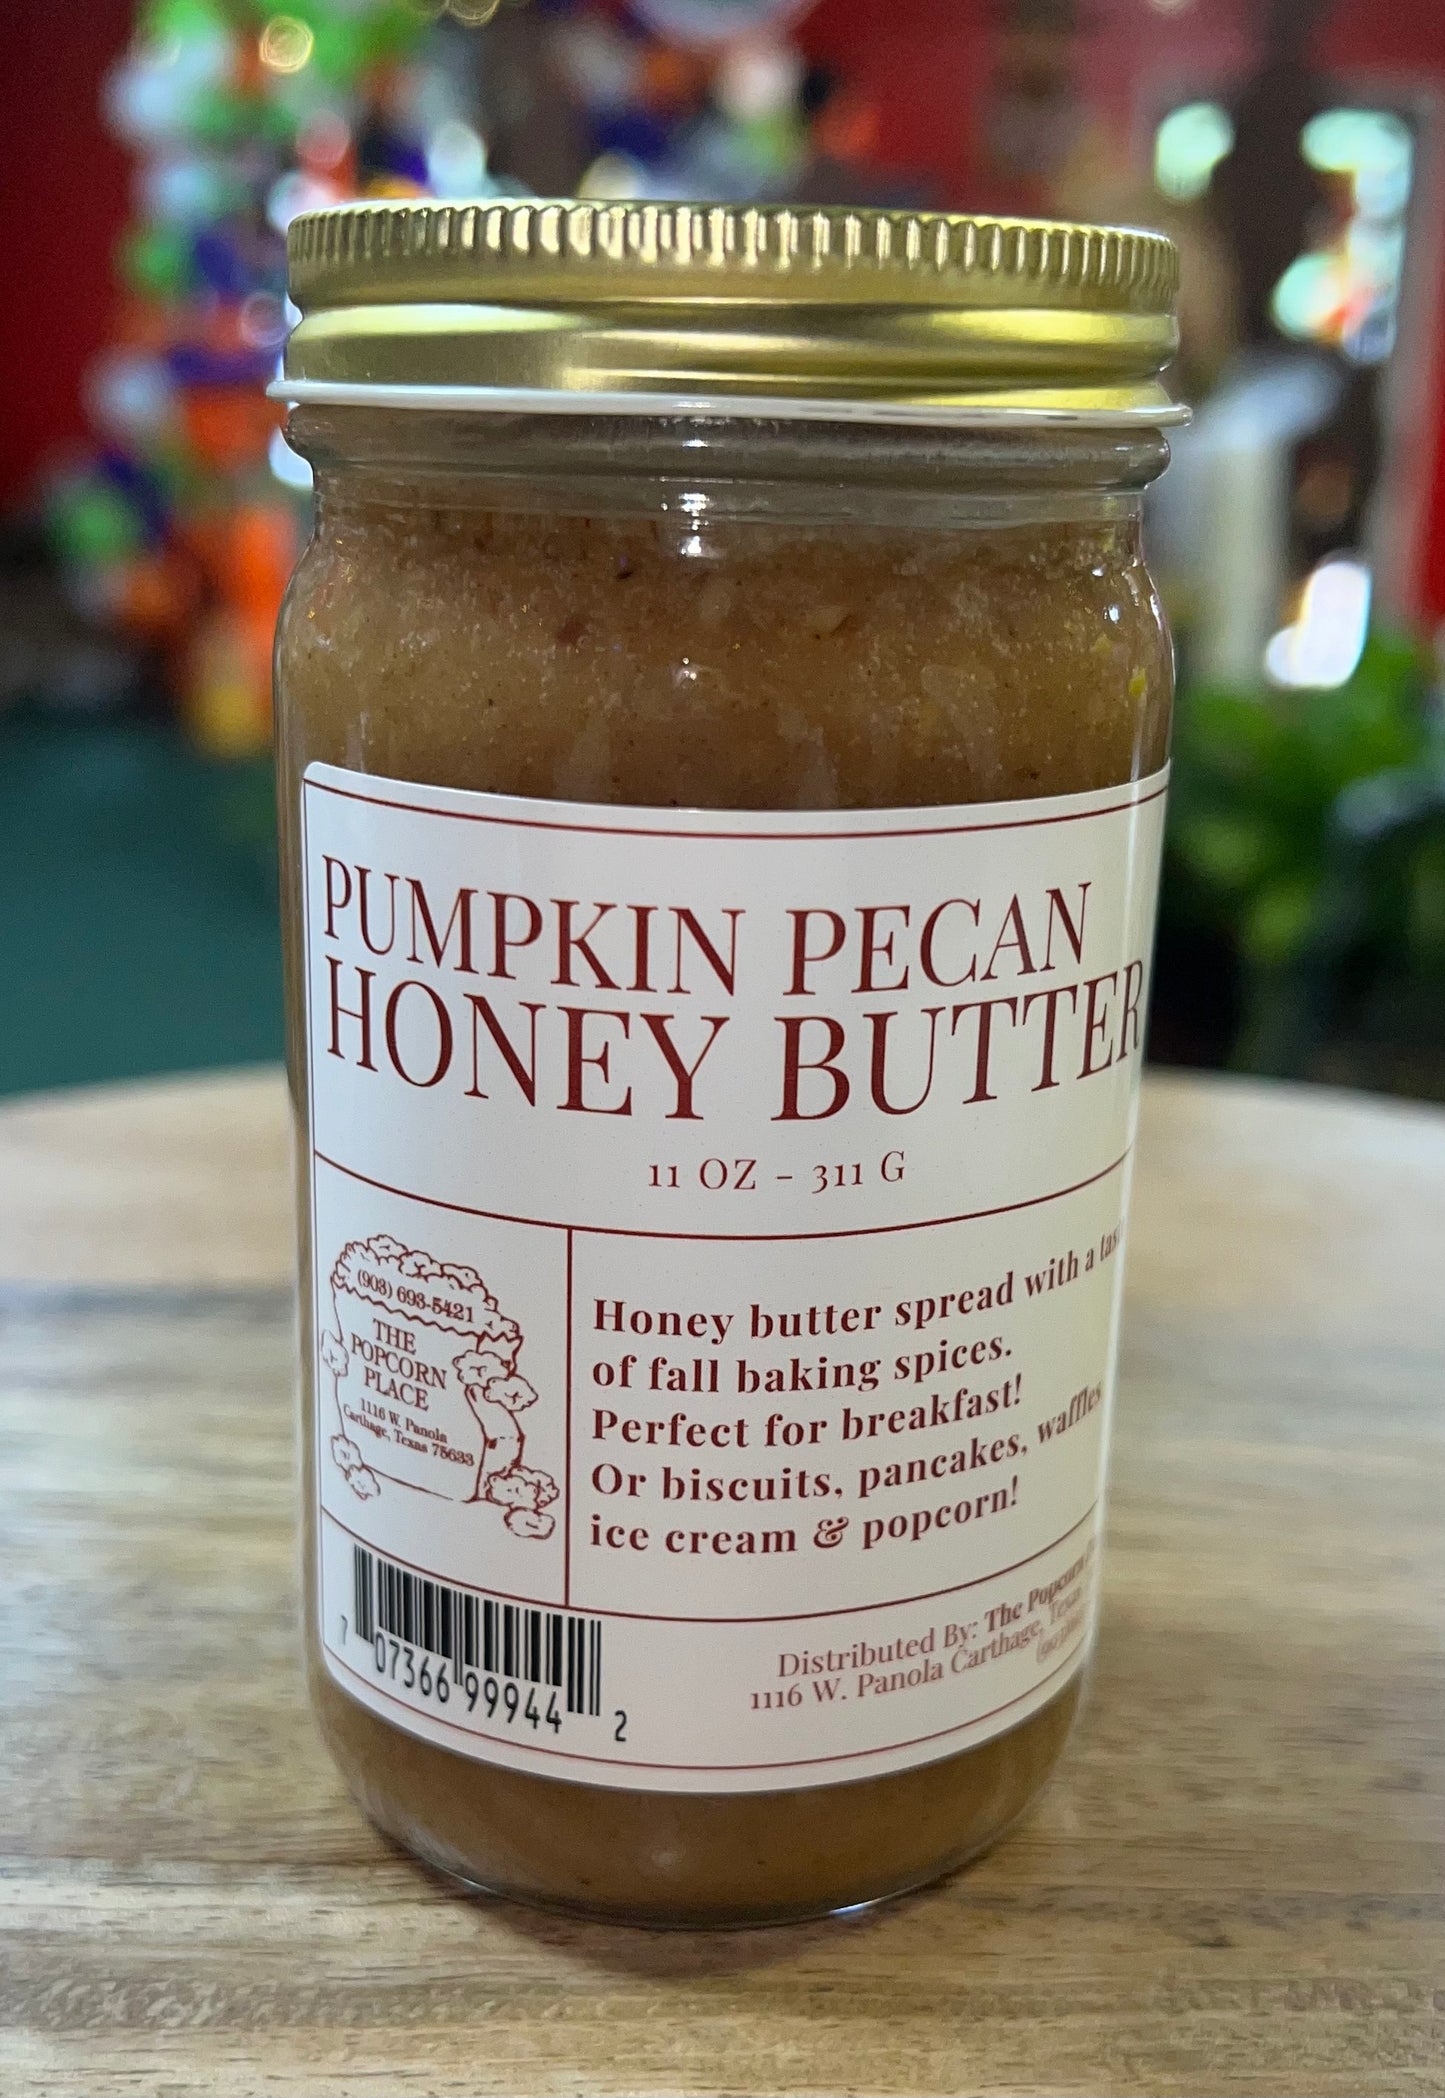 PUMPKIN PECAN
HONEY BUTTER
11 OZ - 311 G
(903) 693-5421
THE
POPCORN
PLACE
1116 W. Panola
Carthage, Texas 75633
Honey butter spread with a
of fall baking spices.
Perfect for breakfast!
Or biscuits, pancakes, waffles
ice cream & popcorn!
7 07366 99944 2
Distributed By: The Popcorn
1116 W. Panola Carthage, Texas